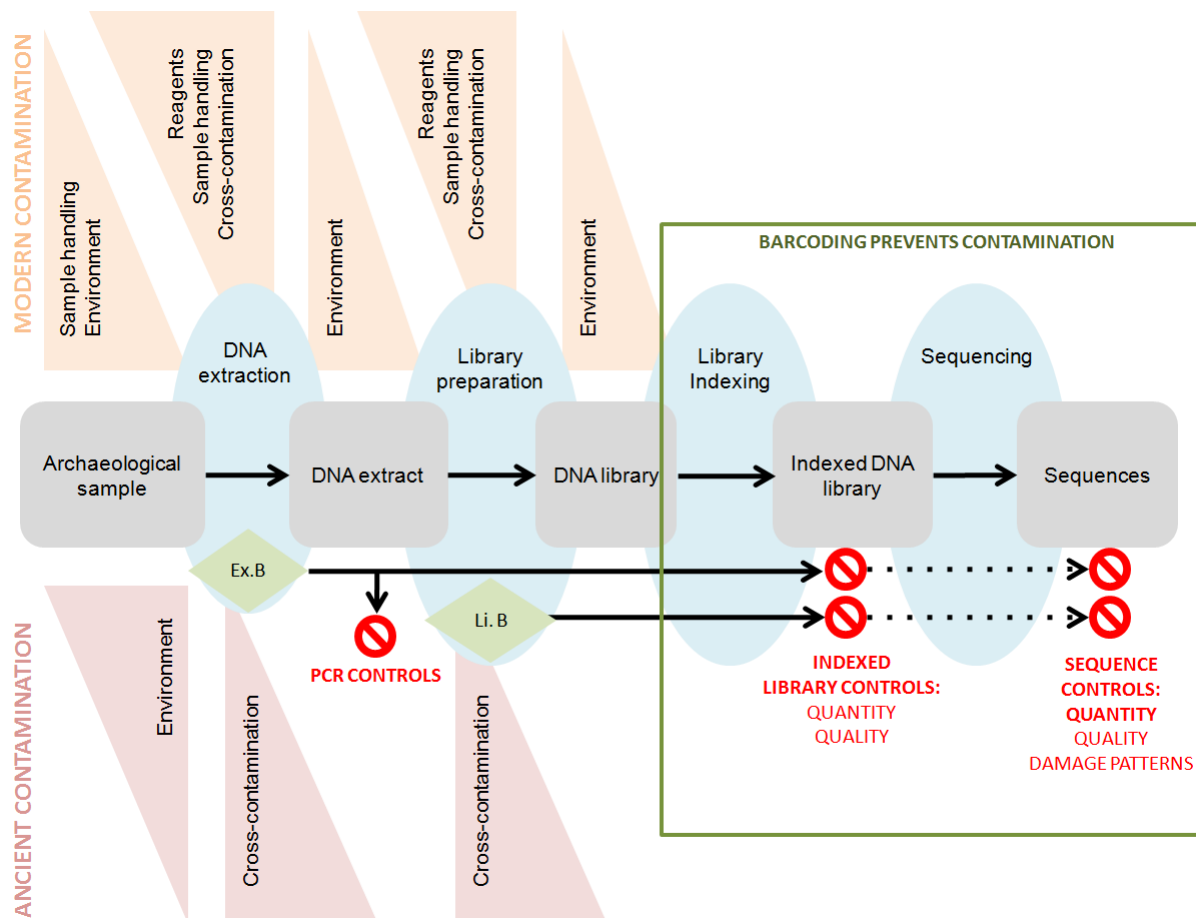 MODERN CONTAMINATION
Sample handling
Environment
Reagents
Sample handling
Cross-contamination
Environment
Reagents
Sample handling
Cross-contamination
Environment
BARCODING PREVENTS CONTAMINATION
DNA
extraction
Library
preparation
Library
Indexing
Sequencing
Archaeological
sample
DNA extract
DNA library
Indexed DNA
library
Sequences
Ex.B
Li. B
PCR CONTROLS
INDEXED
LIBRARY CONTROLS:
QUANTITY
QUALITY
SEQUENCE
CONTROLS:
QUANTITY
QUALITY
DAMAGE PATTERNS
ANCIENT CONTAMINATION
Environment
Cross-contamination
Cross-contamination